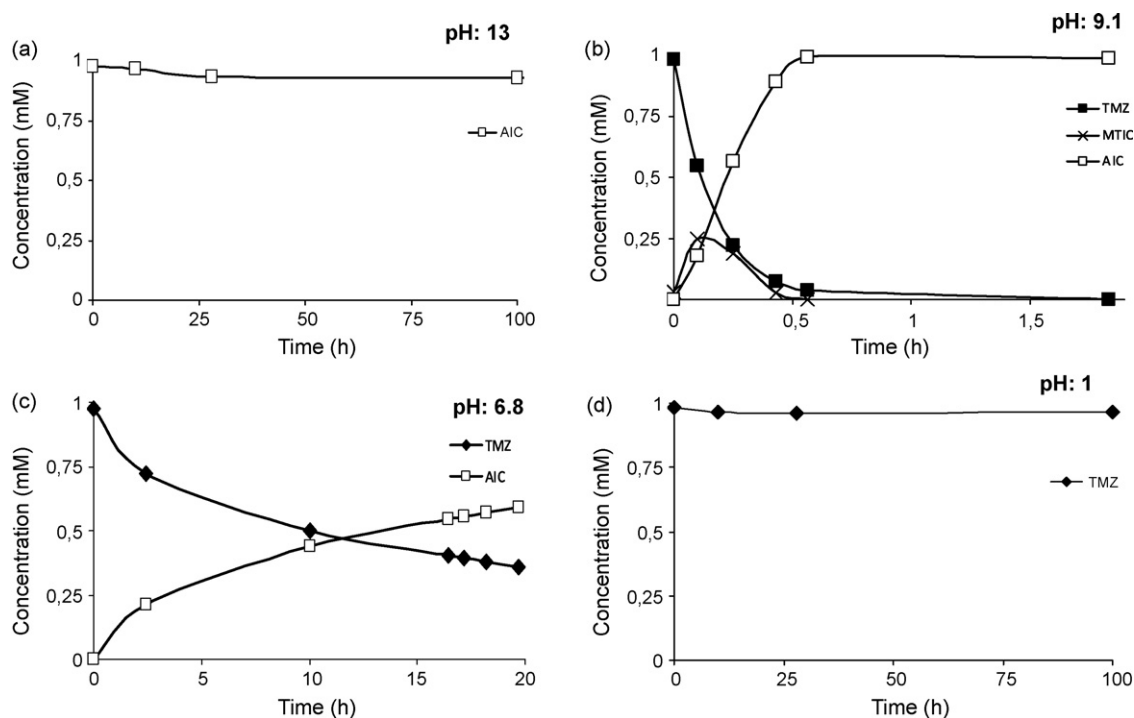 (a)
pH: 13
Concentration (mM)
1
0,75
0,5
0,25
0
0 25 50 75 100
Time (h)
AIC
(b)
pH: 9.1
Concentration (mM)
1
0,75
0,5
0,25
0
0 0,5 1 1,5
Time (h)
TMZ
MTIC
AIC
(c)
pH: 6.8
Concentration (mM)
1
0,75
0,5
0,25
0
0 5 10 15 20
Time (h)
TMZ
AIC
(d)
pH: 1
Concentration (mM)
1
0,75
0,5
0,25
0
0 25 50 75 100
Time (h)
TMZ